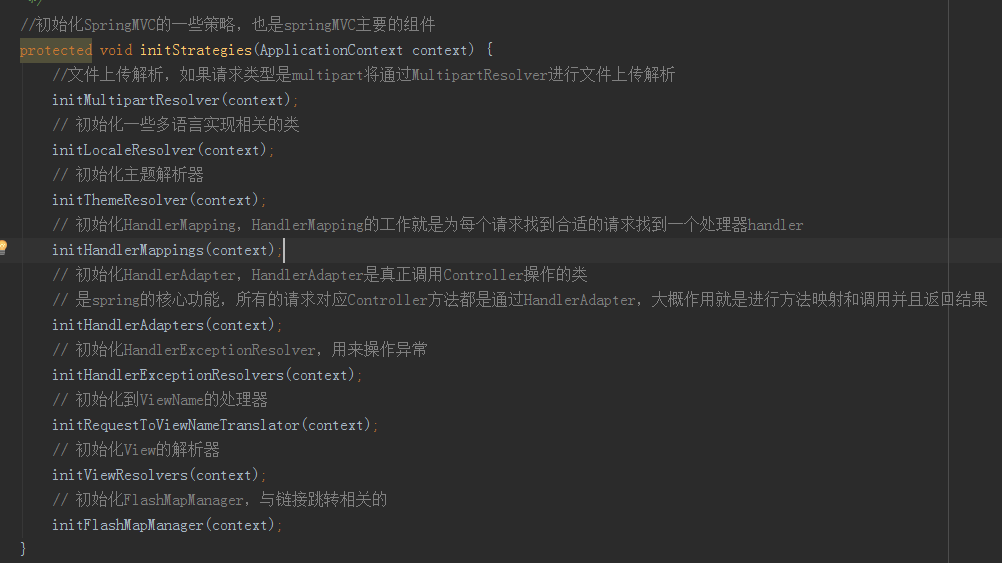 */
//初始化SpringMVC的一些策略，也是springMVC主要的组件
protected void initStrategies(ApplicationContext context) {
//文件上传解析，如果请求类型是multipart将通过MultipartResolver进行文件上传解析
initMultipartResolver(context);
// 初始化一些多语言实现相关的类
initLocaleResolver(context);
// 初始化主题解析器
initThemeResolver(context);
// 初始化HandlerMapping，HandlerMapping的工作就是为每个请求找到合适的请求找到一个处理器handler
initHandlerMappings(context);
// 初始化HandlerAdapter，HandlerAdapter是真正调用Controller操作的类
// 是spring的核心功能，所有的请求对应Controller方法都是通过HandlerAdapter，大概作用就是进行方法映射和调用并且返回结果
initHandlerAdapters(context);
// 初始化HandlerExceptionResolver，用来操作异常
initHandlerExceptionResolvers(context);
// 初始化到ViewName的处理器
initRequestToViewNameTranslator(context);
// 初始化View的解析器
initViewResolvers(context);
// 初始化FlashMapManager，与链接跳转相关的
initFlashMapManager(context);
}